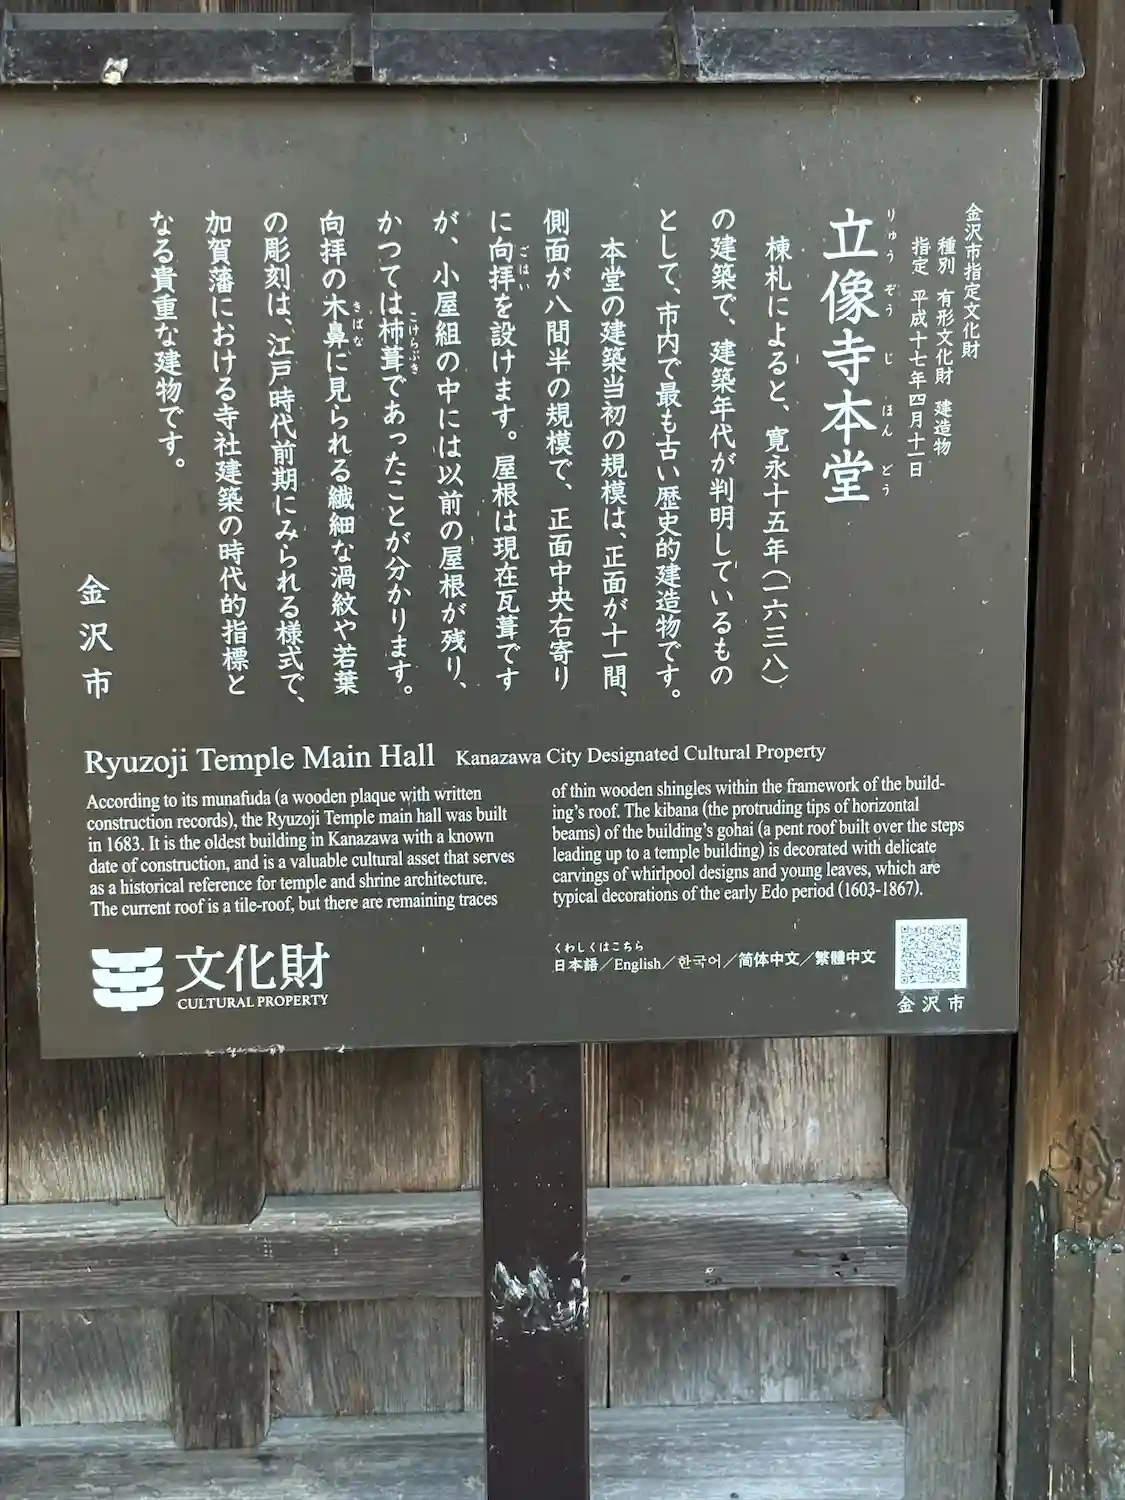 金沢市指定文化財
種別 有形文化財 建造物
指定 平成十七年四月十一日
りゅうぞうじほんどう
立像寺本堂
棟札によると、寛永十五年(一六三八)
の建築で、建築年代が判明しているもの
として、市内で最も古い歴史的建造物です。
本堂の建築当初の規模は、正面が十一間、
側面が八間半の規模で、正面中央右寄り
ごはい
に向拝を設けます。屋根は現在瓦葺です
が、小屋組の中には以前の屋根が残り、
こけらぶき
かつては杮葺であったことが分かります。
きばな
向拝の木鼻に見られる繊細な渦紋や若葉
の彫刻は、江戸時代前期にみられる様式で、
加賀藩における寺社建築の時代的指標と
なる貴重な建物です。
金沢市
Ryuzoji Temple Main Hall Kanazawa City Designated Cultural Property
According to its munafuda (a wooden plaque with written
construction records), the Ryuzoji Temple main hall was built
in 1683. It is the oldest building in Kanazawa with a known
date of construction, and is a valuable cultural asset that serves
as a historical reference for temple and shrine architecture.
The current roof is a tile-roof, but there are remaining traces
of thin wooden shingles within the framework of the build-
ing's roof. The kibana (the protruding tips of horizontal
beams) of the building's gohai (a pent roof built over the steps
leading up to a temple building) is decorated with delicate
carvings of whirlpool designs and young leaves, which are
typical decorations of the early Edo period (1603-1867).
文化財
CULTURAL PROPERTY
くわしくはこちら
日本語/English/한국어/简体中文/繁體中文
金沢市